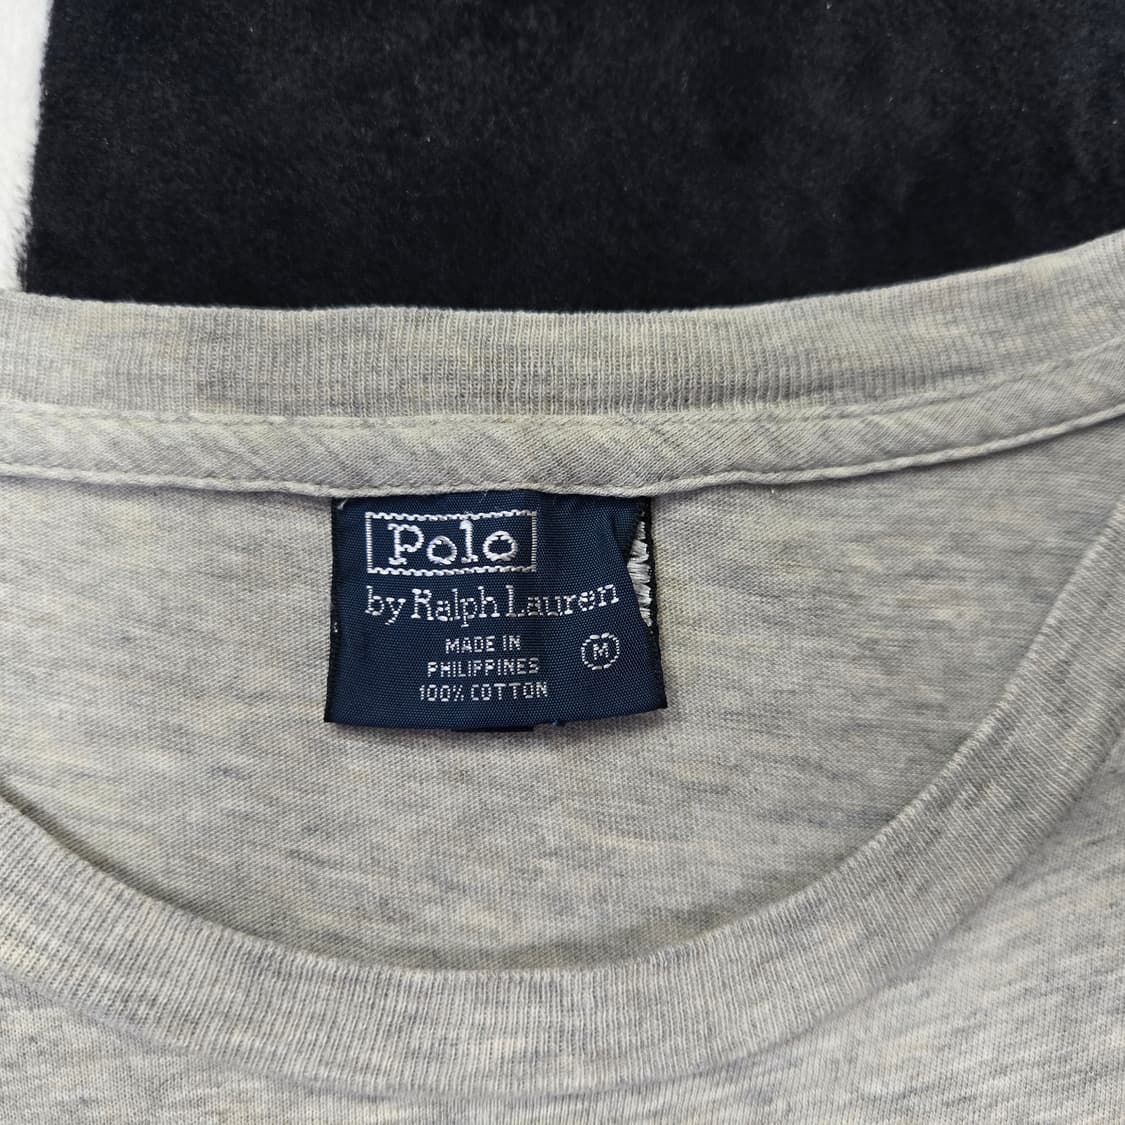 Polo
by Ralph Lauren
MADE IN
PHILIPPINES
100% COTTON
M